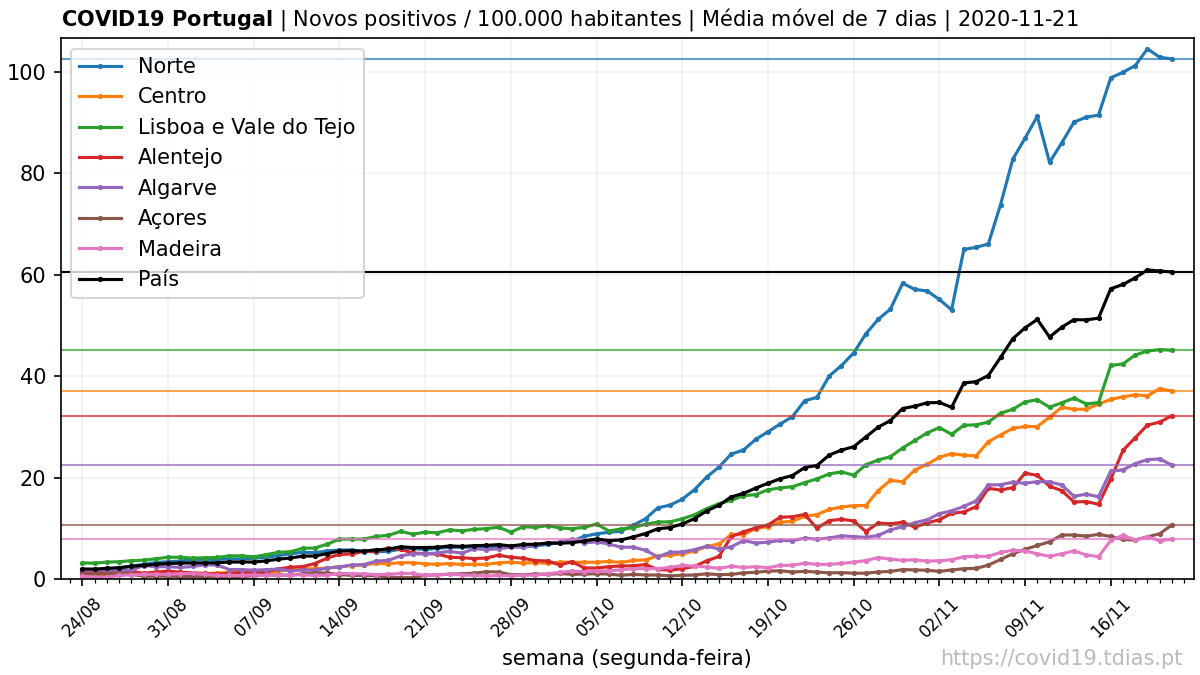 COVID19 Portugal | Novos positivos / 100.000 habitantes | Média móvel de 7 dias | 2020-11-21
Norte
Centro
Lisboa e Vale do Tejo
Alentejo
Algarve
Açores
Madeira
País
100
80
60
40
20
0
24/08
31/08
07/09
14/09
21/09
28/09
05/10
12/10
19/10
26/10
02/11
09/11
16/11
semana (segunda-feira)
https://covid19.tdias.pt